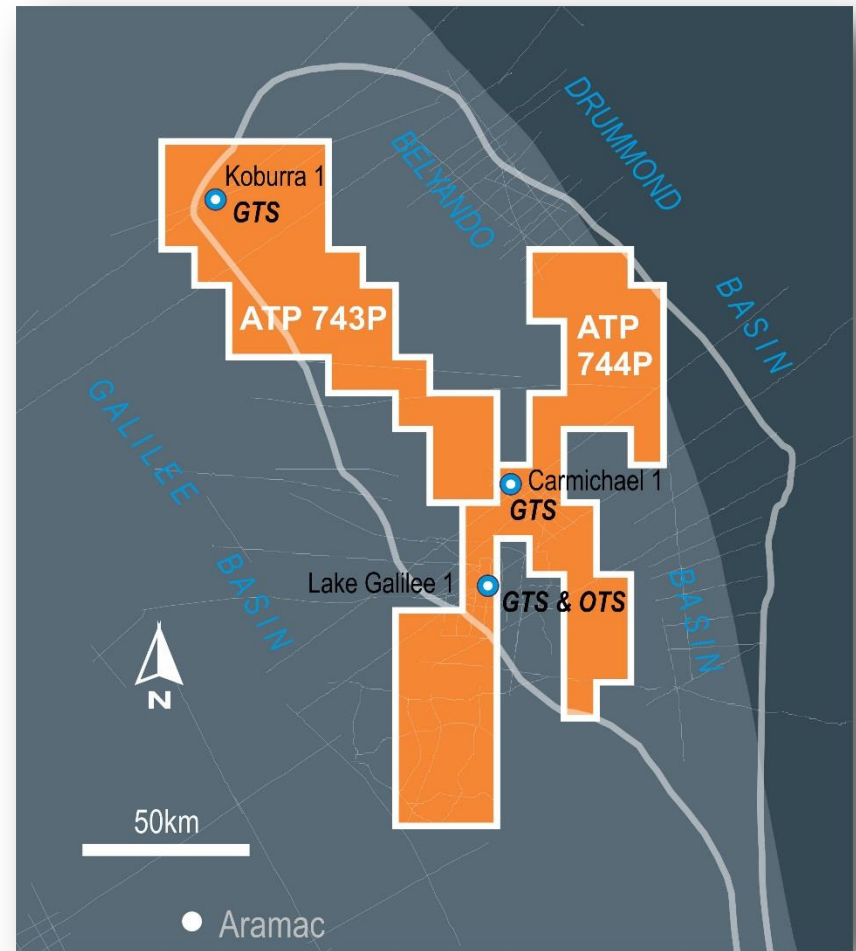 DRUMMOND
BASIN
BELYANDO
BASIN
Koburra 1
GTS
ATP 743P
ATP
744P
GALILEE
BASIN
Carmichael 1
GTS
Lake Galilee 1
GTS & OTS
N
50km
Aramac